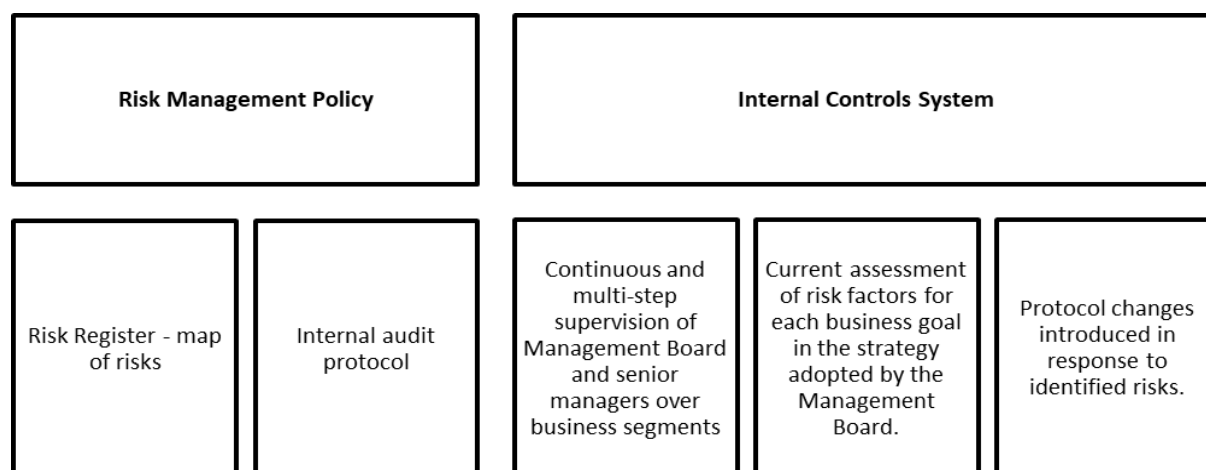 Risk Management Policy
Internal Controls System
Risk Register - map
of risks
Internal audit
protocol
Continuous and
multi-step
supervision of
Management Board
and senior
managers over
business segments
Current assessment
of risk factors for
each business goal
in the strategy
adopted by the
Management
Board.
Protocol changes
introduced in
response to
identified risks.